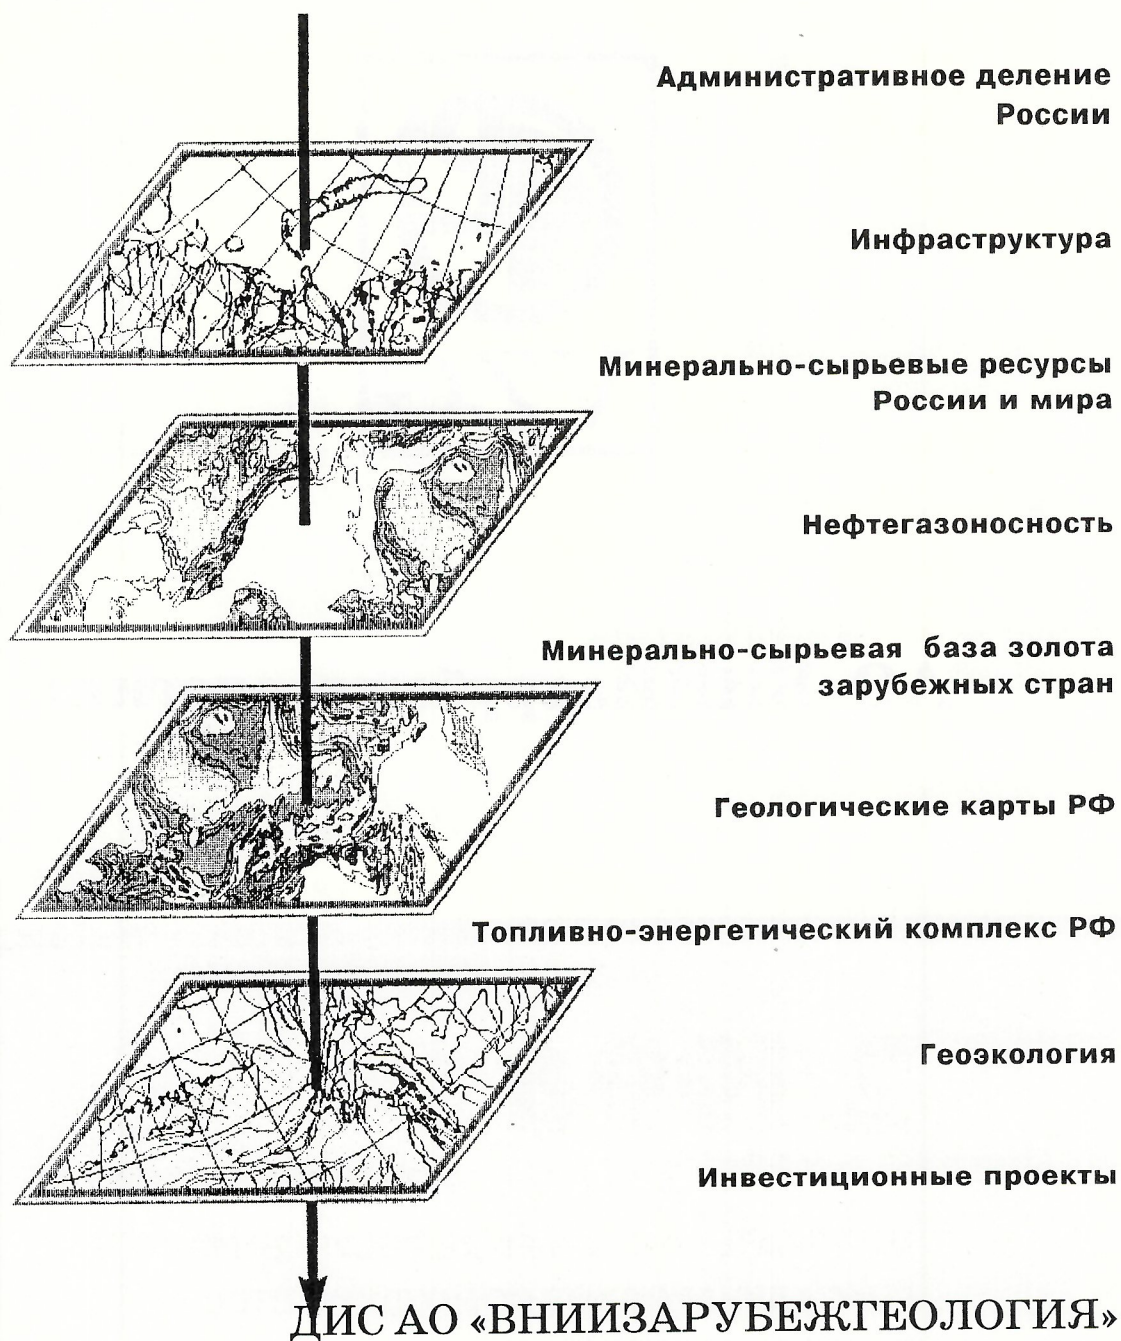 Административное деление
России
Инфраструктура
Минерально-сырьевые ресурсы
России и мира
Нефтегазоносность
Минерально-сырьевая база золота
зарубежных стран
Геологические карты РФ
Топливно-энергетический комплекс РФ
Геоэкология
Инвестиционные проекты
ДИС АО «ВНИИЗАРУБЕЖГЕОЛОГИЯ»